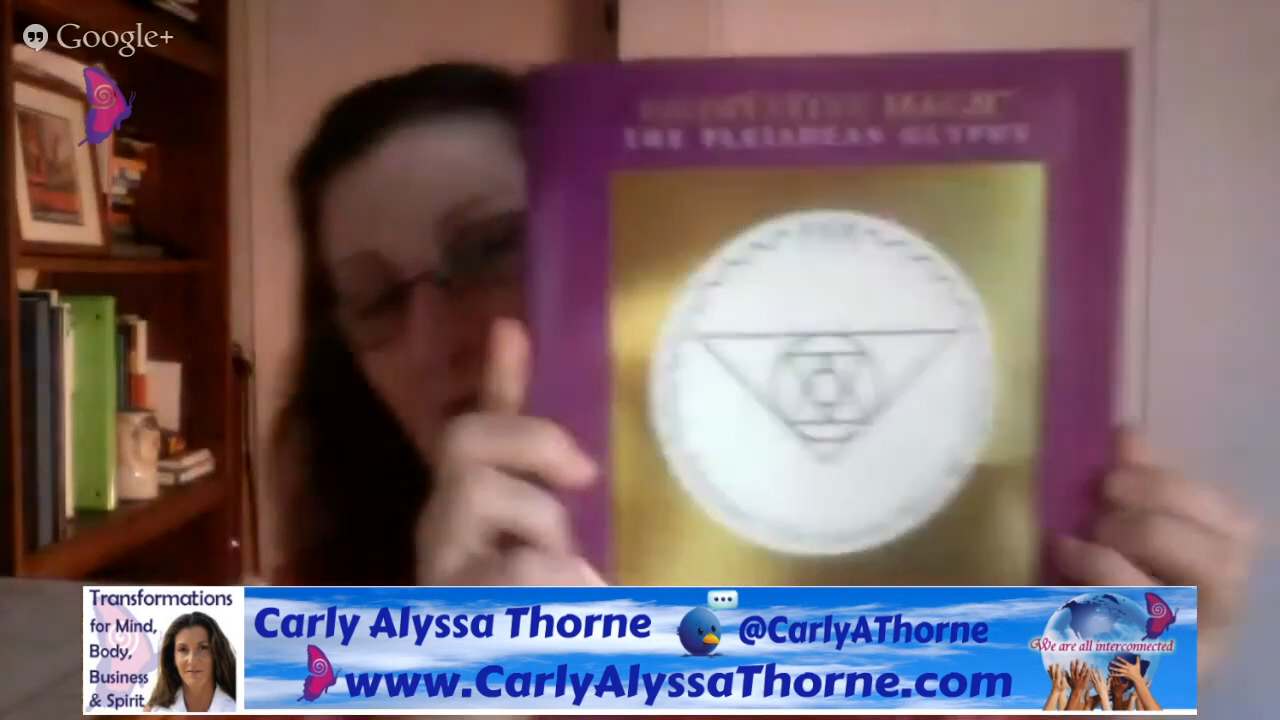 Google+
THE PLEIADEAN GLYPHS
Transformations
for Mind,
Body,
Business
& Spirit
Carly Alyssa Thorne
@CarlyAThorne
www.CarlyAlyssaThorne.com
We are all interconnected